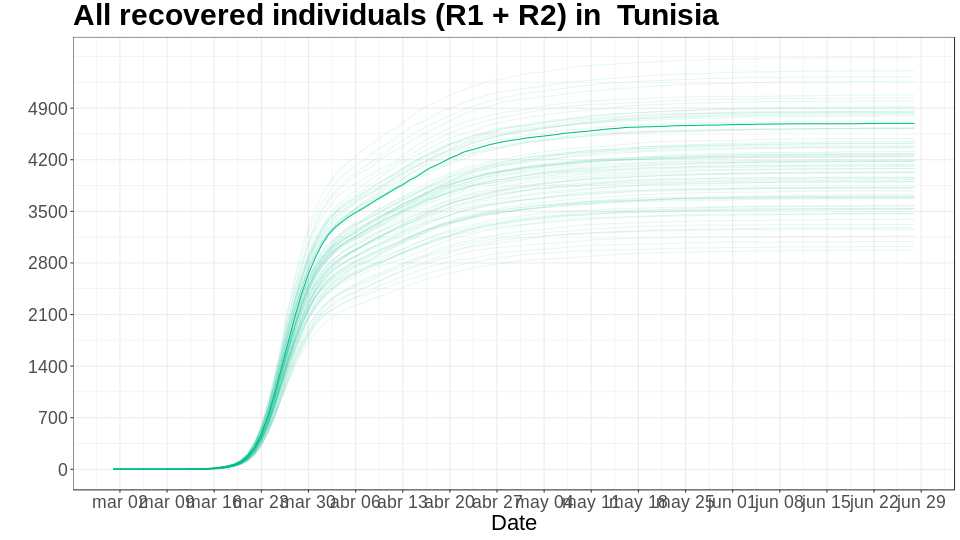 All recovered individuals (R1 + R2) in  Tunisia
4900
4200
3500
2800
2100
1400
700
0
mar 02 mar 09 mar 16 mar 23 mar 30 abr 06 abr 13 abr 20 abr 27 may 04 may 11 may 18 may 25 jun 01 jun 08 jun 15 jun 22 jun 29
Date